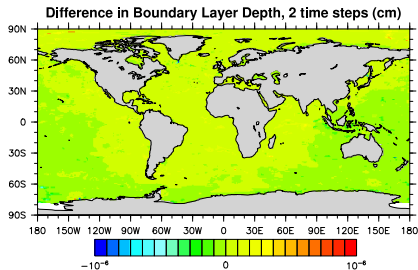 Difference in Boundary Layer Depth, 2 time steps (cm)
90N
60N
30N
0
30S
60S
90S
180 150W 120W 90W 60W 30W 0 30E 60E 90E 120E 150E 180
−10⁻⁶ 0 10⁻⁶